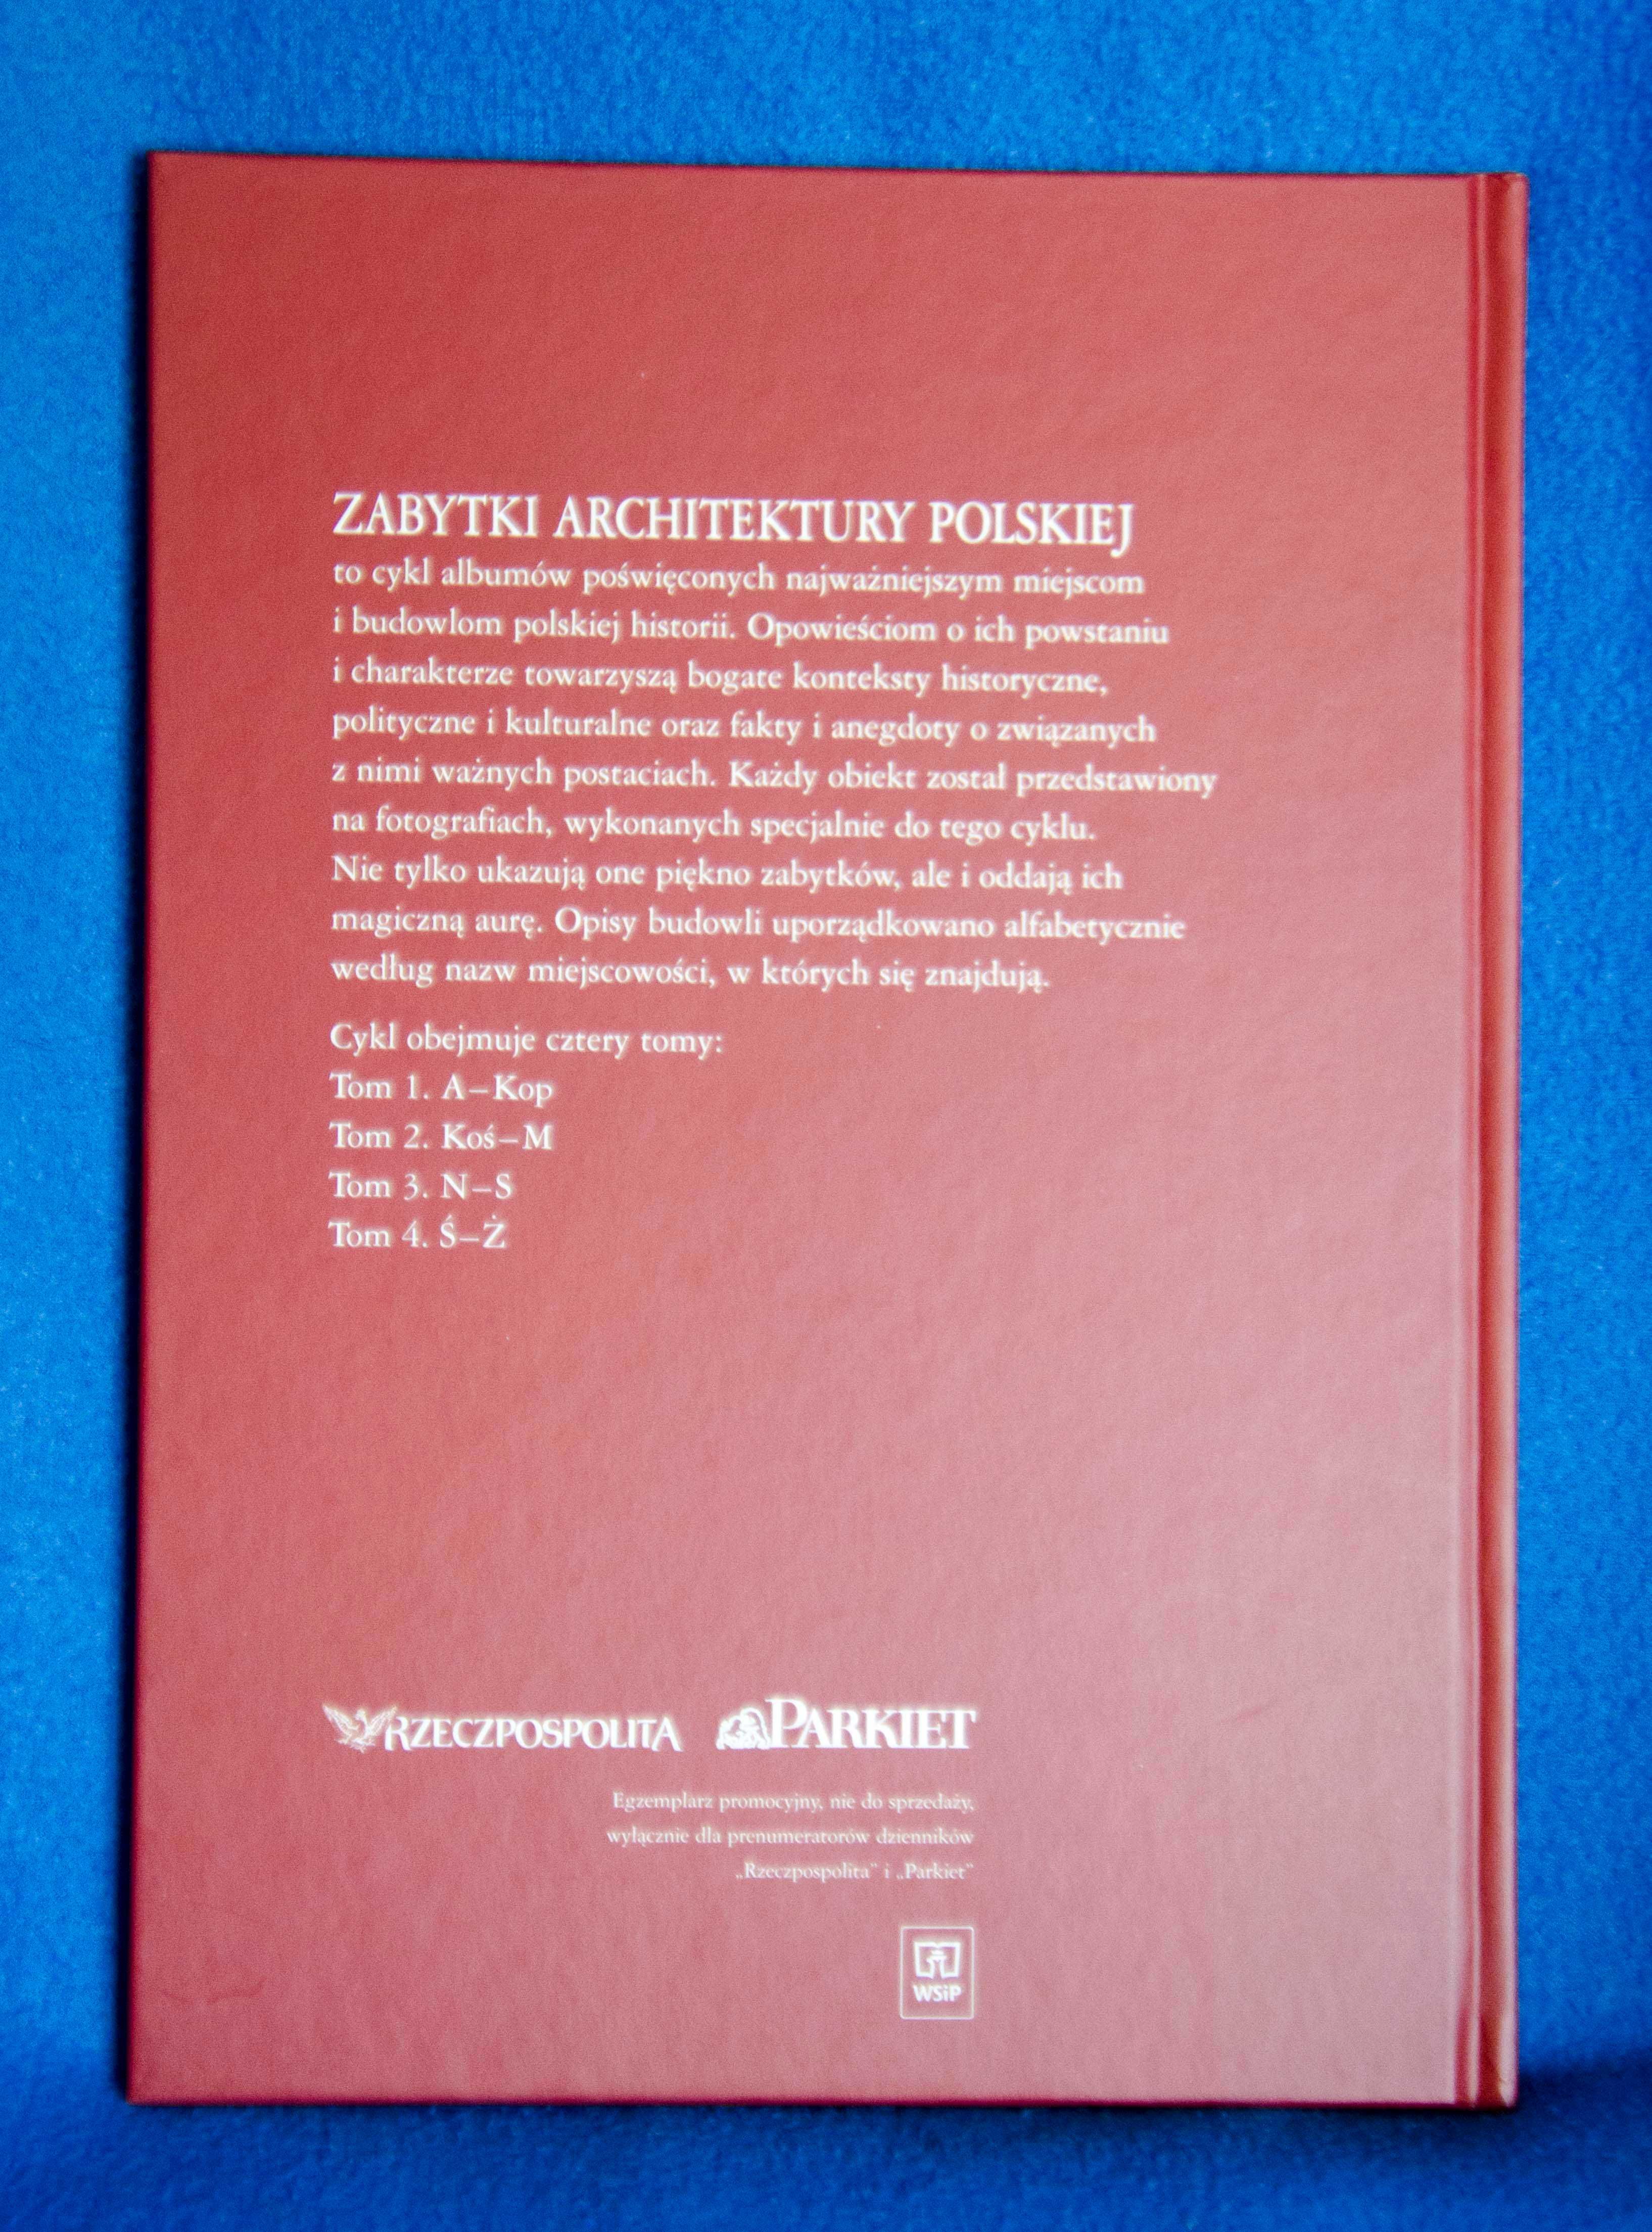 ZABYTKI ARCHITEKTURY POLSKIEJ
to cykl albumów poświęconych najważniejszym miejscom
i budowlom polskiej historii. Opowieściom o ich powstaniu
i charakterze towarzyszą bogate konteksty historyczne,
polityczne i kulturalne oraz fakty i anegdoty o związanych
z nimi ważnych postaciach. Każdy obiekt został przedstawiony
na fotografiach, wykonanych specjalnie do tego cyklu.
Nie tylko ukazują one piękno zabytków, ale i oddają ich
magiczną aurę. Opisy budowli uporządkowano alfabetycznie
według nazw miejscowości, w których się znajdują.
Cykl obejmuje cztery tomy:
Tom 1. A–Kop
Tom 2. Koś–M
Tom 3. N–S
Tom 4. Ś–Ż
RZECZPOSPOLITA PARKIET
Egzemplarz promocyjny, nie do sprzedaży,
wyłącznie dla prenumeratorów dzienników
„Rzeczpospolita” i „Parkiet”
WSiP